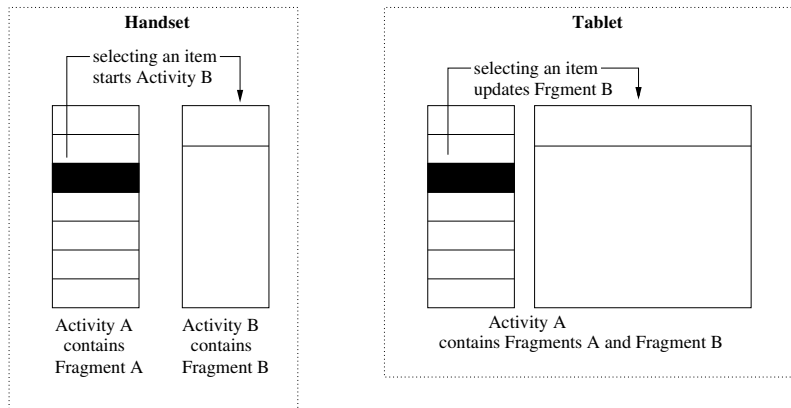 Handset
selecting an item
starts Activity B
Activity A
contains
Fragment A
Activity B
contains
Fragment B
Tablet
selecting an item
updates Frgment B
Activity A
contains Fragments A and Fragment B